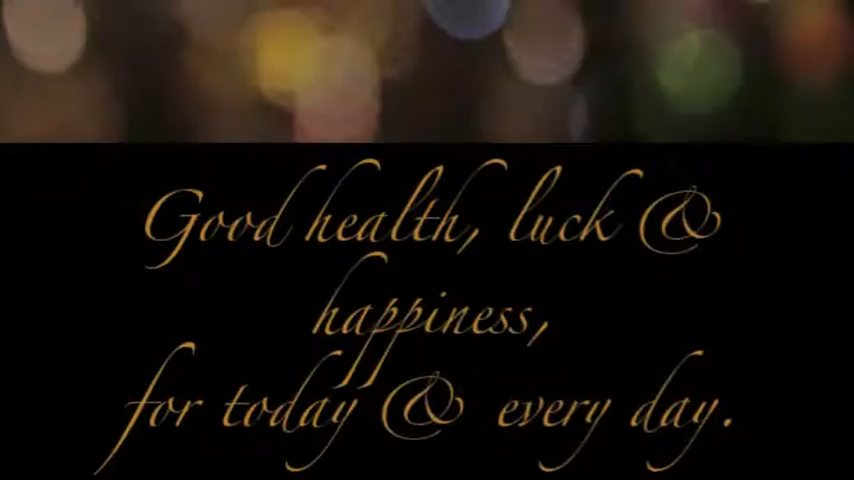 Good health, luck &
happiness,
for today & every day.